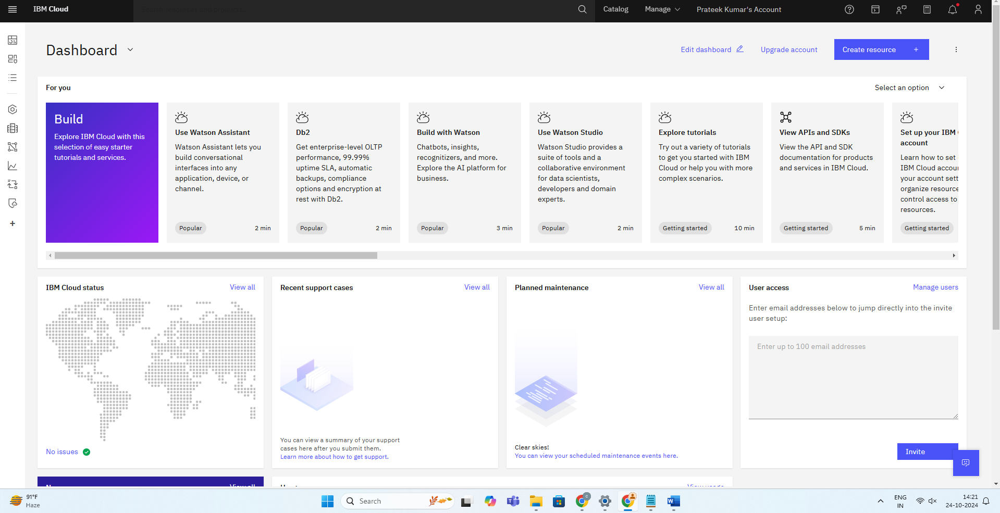 IBM Cloud
Search resources and products...
Catalog
Manage
Prateek Kumar's Account
Dashboard
Edit dashboard
Upgrade account
Create resource +
For you
Select an option
Build
Explore IBM Cloud with this
selection of easy starter
tutorials and services.
Use Watson Assistant
Watson Assistant lets you
build conversational
interfaces into any
application, device, or
channel.
Popular
2 min
Db2
Get enterprise-level OLTP
performance, 99.99%
uptime SLA, automatic
backups, compliance
options and encryption at
rest with Db2.
Popular
2 min
Build with Watson
Chatbots, insights,
recognitizers, and more.
Explore the AI platform for
business.
Popular
3 min
Use Watson Studio
Watson Studio provides a
suite of tools and a
collaborative environment
for data scientists,
developers and domain
experts.
Popular
2 min
Explore tutorials
Try out a variety of tutorials
to get you started with IBM
Cloud or help you with more
complex scenarios.
Getting started
10 min
View APIs and SDKs
View the API and SDK
documentation for products
and services in IBM Cloud.
Getting started
5 min
Set up your IBM
account
Learn how to set
IBM Cloud accou
your account sett
organize resource
control access to
resources.
Getting started
IBM Cloud status
View all
No issues
Recent support cases
View all
You can view a summary of your support
cases here after you submit them.
Learn more about how to get support.
Planned maintenance
View all
Clear skies!
You can view your scheduled maintenance events here.
User access
Manage users
Enter email addresses below to jump directly into the invite
user setup:
Enter up to 100 email addresses
Invite
View all
View usage
91°F
Haze
Search
ENG
IN
14:21
24-10-2024